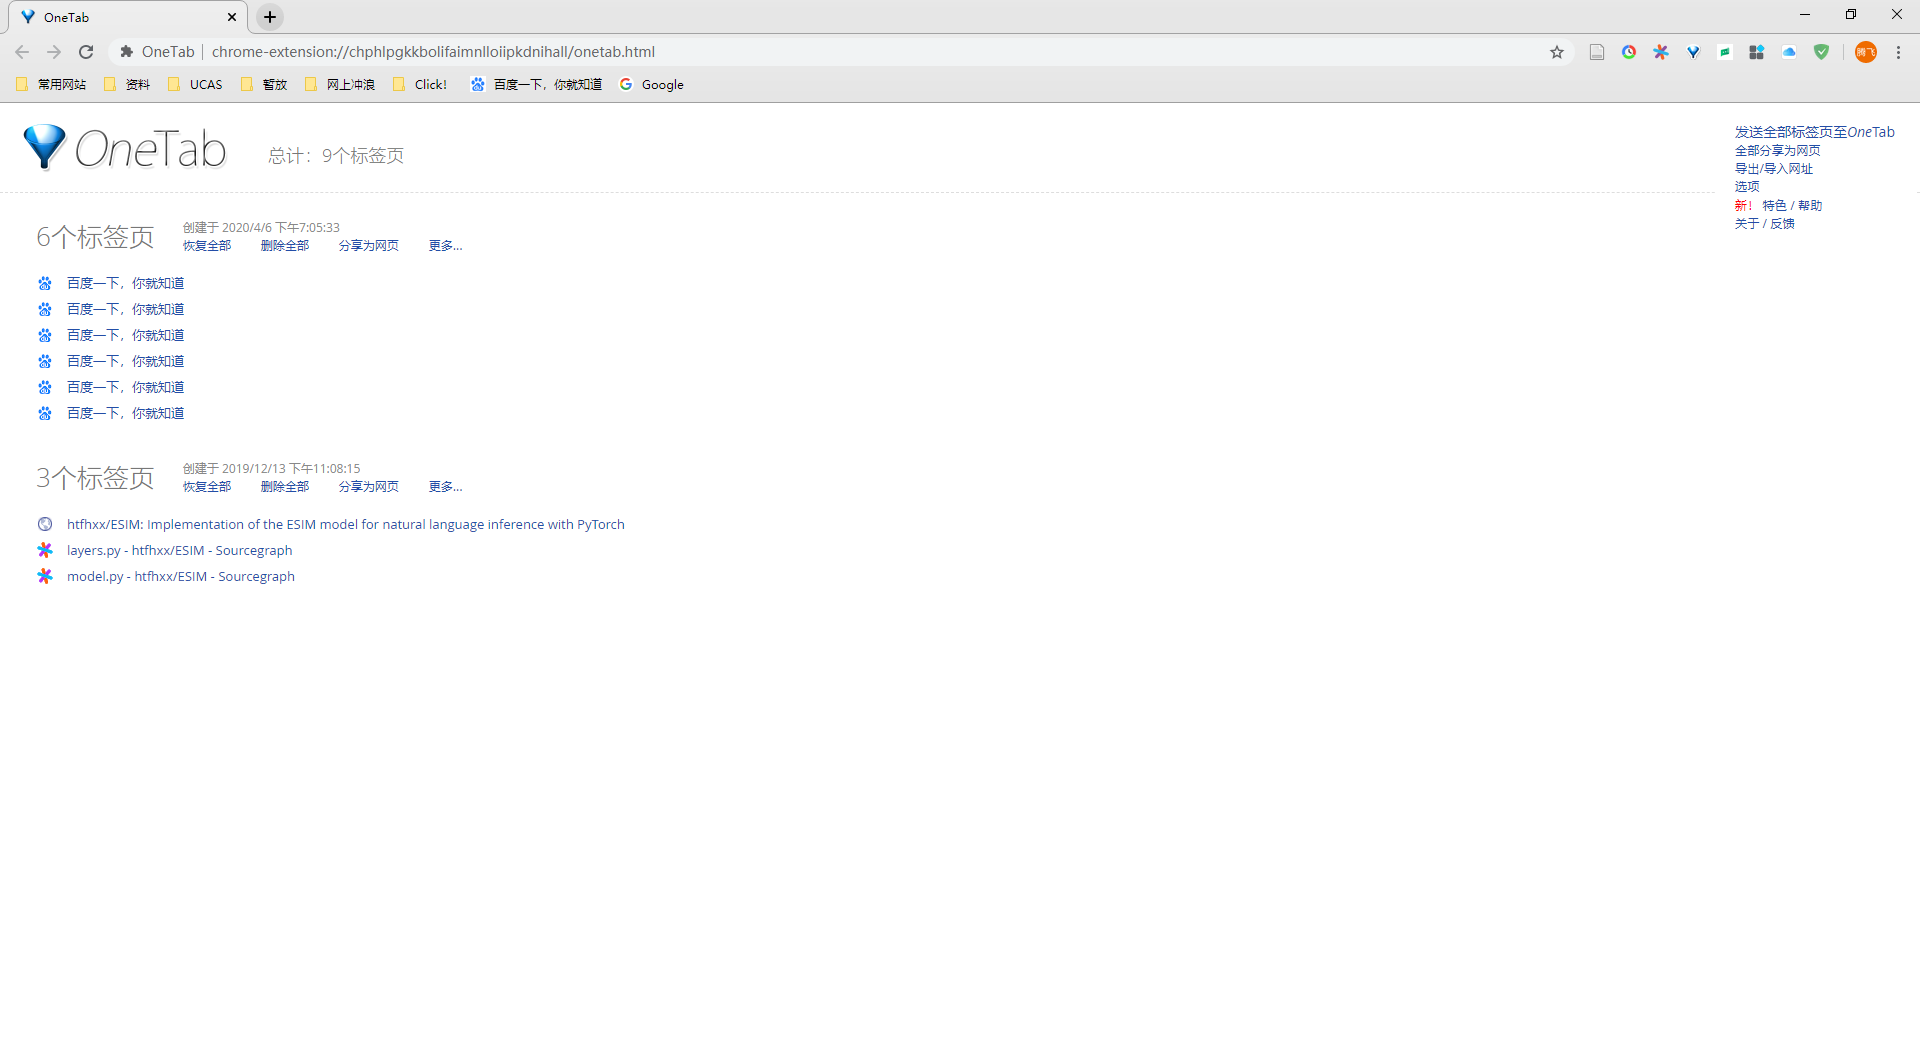 OneTab
OneTab chrome-extension://chphlpgkkbolifaimnlloiipkdnihall/onetab.html 腾飞
常用网站 资料 UCAS 暂放 网上冲浪 Click! 百度一下，你就知道 Google
OneTab 总计：9个标签页
发送全部标签页至OneTab
全部分享为网页
导出/导入网址
选项
新! 特色 / 帮助
关于 / 反馈
6个标签页 创建于 2020/4/6 下午7:05:33
恢复全部 删除全部 分享为网页 更多...
百度一下，你就知道
百度一下，你就知道
百度一下，你就知道
百度一下，你就知道
百度一下，你就知道
百度一下，你就知道
3个标签页 创建于 2019/12/13 下午11:08:15
恢复全部 删除全部 分享为网页 更多...
htfhxx/ESIM: Implementation of the ESIM model for natural language inference with PyTorch
layers.py - htfhxx/ESIM - Sourcegraph
model.py - htfhxx/ESIM - Sourcegraph